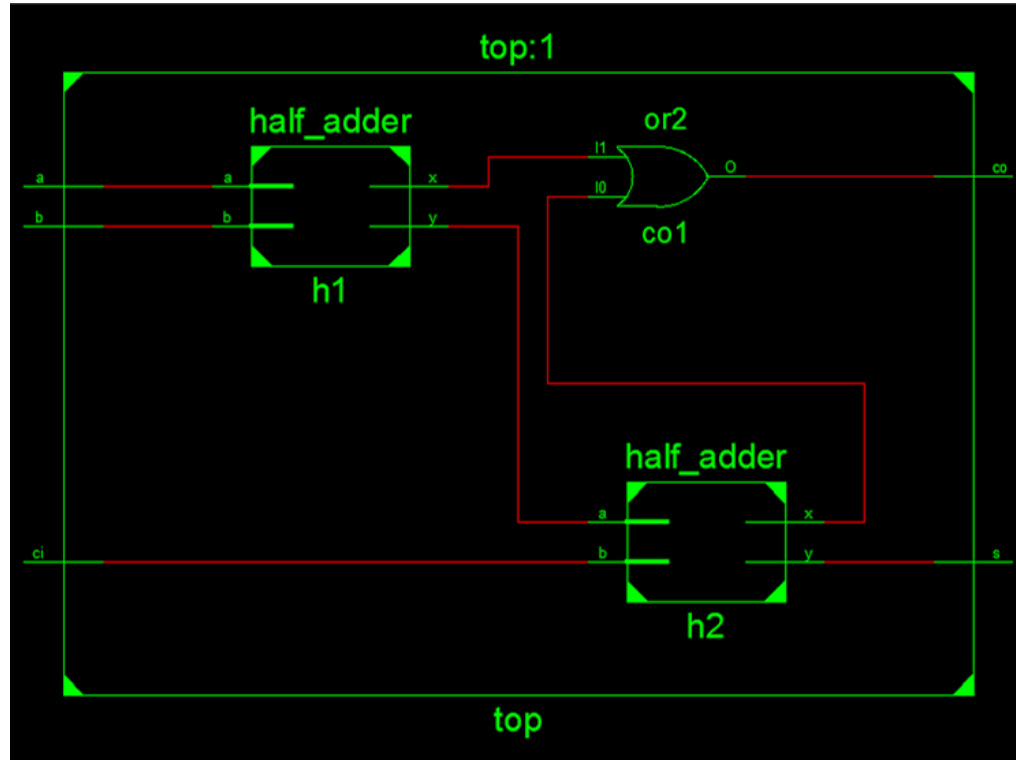 top:1
half_adder
or2
a
a
x
I1
O
co
b
b
y
I0
h1
co1
half_adder
a
x
ci
b
y
s
h2
top